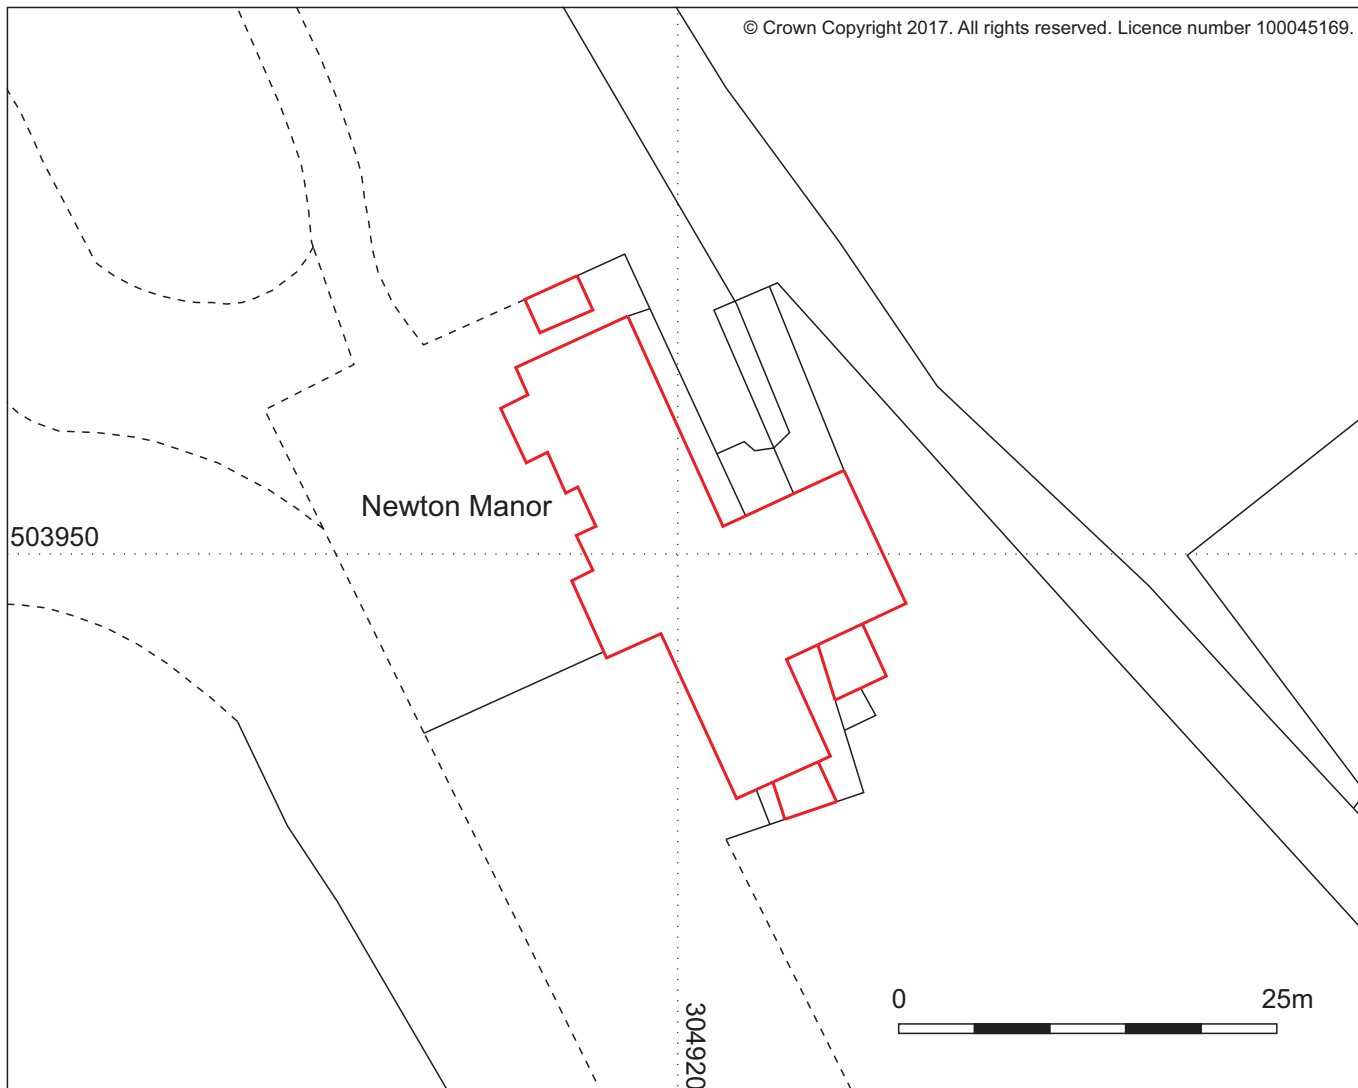 © Crown Copyright 2017. All rights reserved. Licence number 100045169.
Newton Manor
503950
304920
0 25m